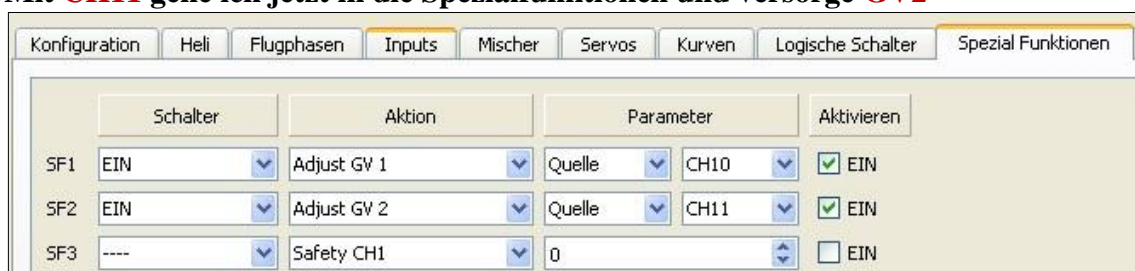 Mit CH11 gehe ich jetzt in die Spezialfunktionen und versorge GV2
Konfiguration Heli Flugphasen Inputs Mischer Servos Kurven Logische Schalter Spezial Funktionen
Schalter Aktion Parameter Aktivieren
SF1 EIN Adjust GV 1 Quelle CH10 EIN
SF2 EIN Adjust GV 2 Quelle CH11 EIN
SF3 ---- Safety CH1 0 EIN